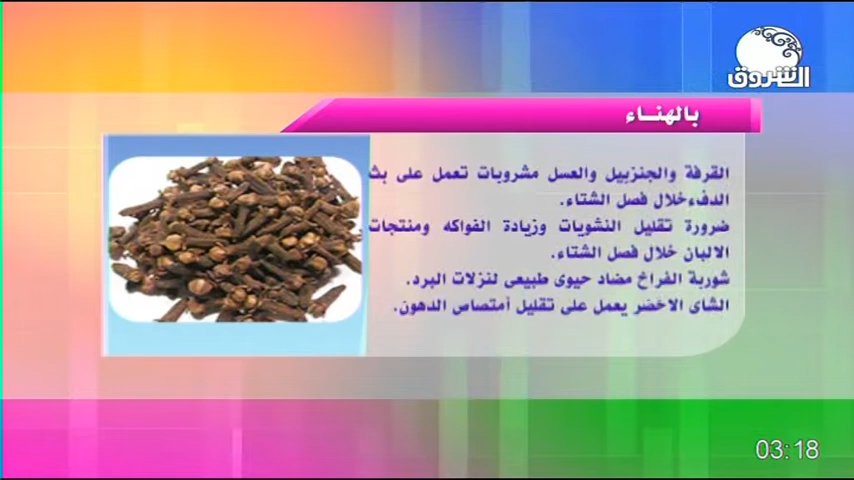 الشروق
بالهناء
القرفة والجنزبيل والعسل مشروبات تعمل على بث
الدفءخلال فصل الشتاء.
ضرورة تقليل النشويات وزيادة الفواكه ومنتجات
الالبان خلال فصل الشتاء.
شوربة الفراخ مضاد حيوى طبيعى لنزلات البرد.
الشاى الاخضر يعمل على تقليل أمتصاص الدهون.
03:18